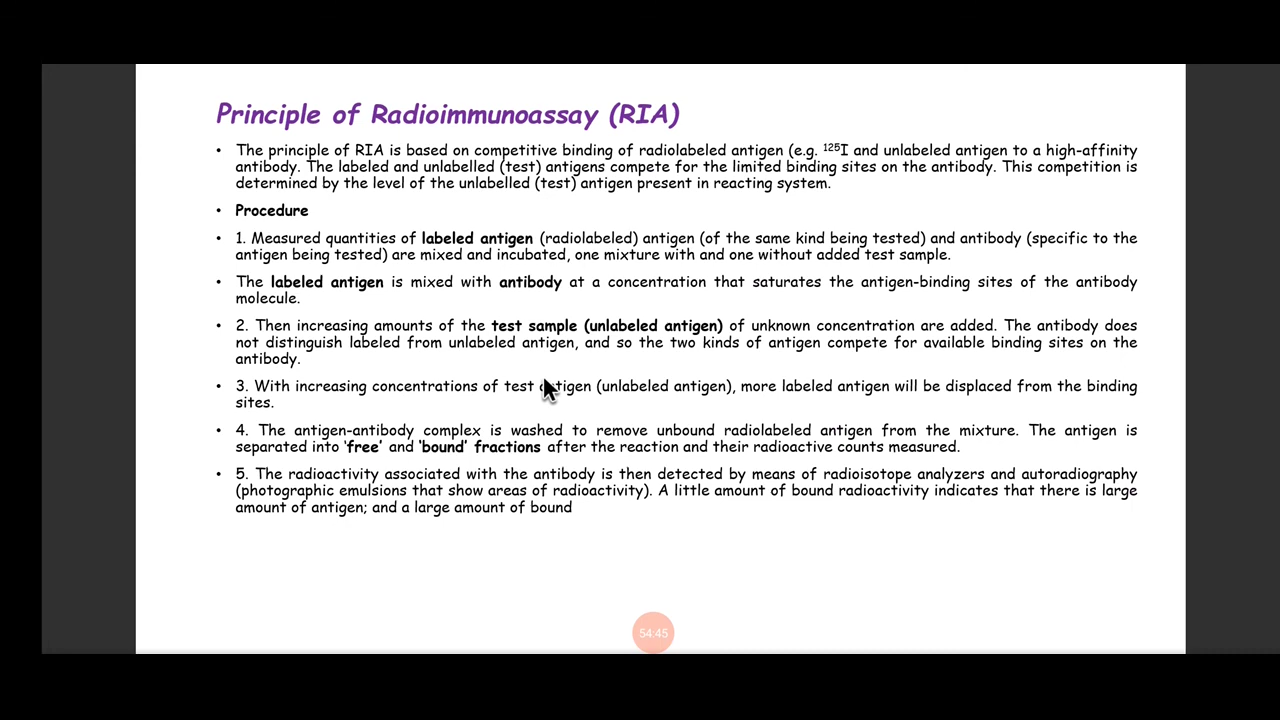 Principle of Radioimmunoassay (RIA)
• The principle of RIA is based on competitive binding of radiolabeled antigen (e.g. ¹²⁵I and unlabeled antigen to a high-affinity
antibody. The labeled and unlabelled (test) antigens compete for the limited binding sites on the antibody. This competition is
determined by the level of the unlabelled (test) antigen present in reacting system.
• Procedure
• 1. Measured quantities of labeled antigen (radiolabeled) antigen (of the same kind being tested) and antibody (specific to the
antigen being tested) are mixed and incubated, one mixture with and one without added test sample.
• The labeled antigen is mixed with antibody at a concentration that saturates the antigen-binding sites of the antibody
molecule.
• 2. Then increasing amounts of the test sample (unlabeled antigen) of unknown concentration are added. The antibody does
not distinguish labeled from unlabeled antigen, and so the two kinds of antigen compete for available binding sites on the
antibody.
• 3. With increasing concentrations of test antigen (unlabeled antigen), more labeled antigen will be displaced from the binding
sites.
• 4. The antigen-antibody complex is washed to remove unbound radiolabeled antigen from the mixture. The antigen is
separated into ‘free’ and ‘bound’ fractions after the reaction and their radioactive counts measured.
• 5. The radioactivity associated with the antibody is then detected by means of radioisotope analyzers and autoradiography
(photographic emulsions that show areas of radioactivity). A little amount of bound radioactivity indicates that there is large
amount of antigen; and a large amount of bound
54:45